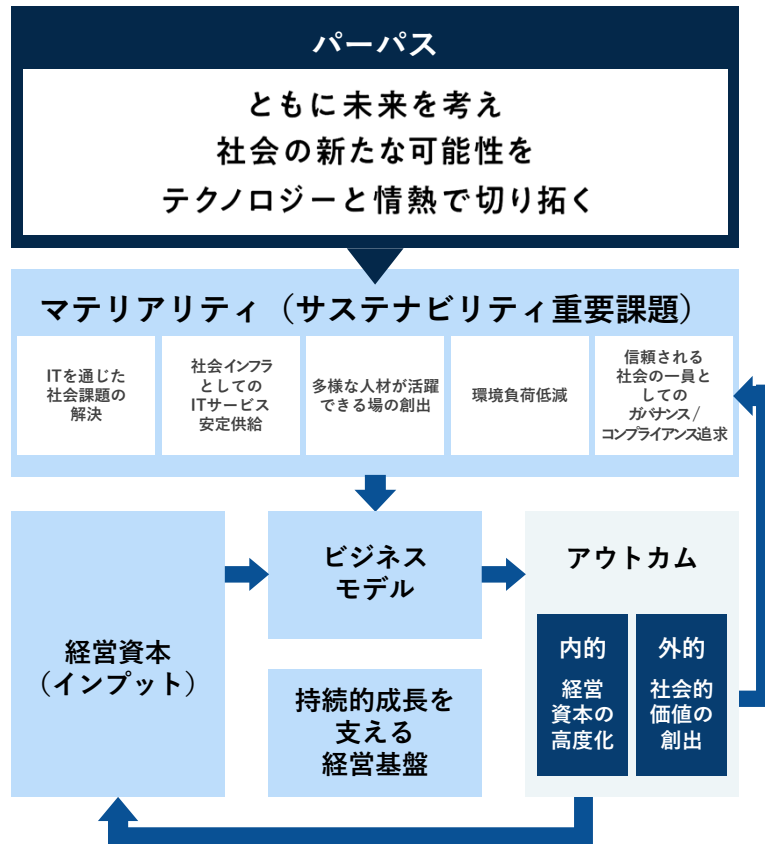 パーパス
ともに未来を考え
社会の新たな可能性を
テクノロジーと情熱で切り拓く
マテリアリティ（サステナビリティ重要課題）
ITを通じた
社会課題の
解決
社会インフラ
としての
ITサービス
安定供給
多様な人材が活躍
できる場の創出
環境負荷低減
信頼される
社会の一員と
しての
ガバナンス/
コンプライアンス追求
経営資本
（インプット）
ビジネス
モデル
持続的成長を
支える
経営基盤
アウトカム
内的
経営
資本の
高度化
外的
社会的
価値の
創出